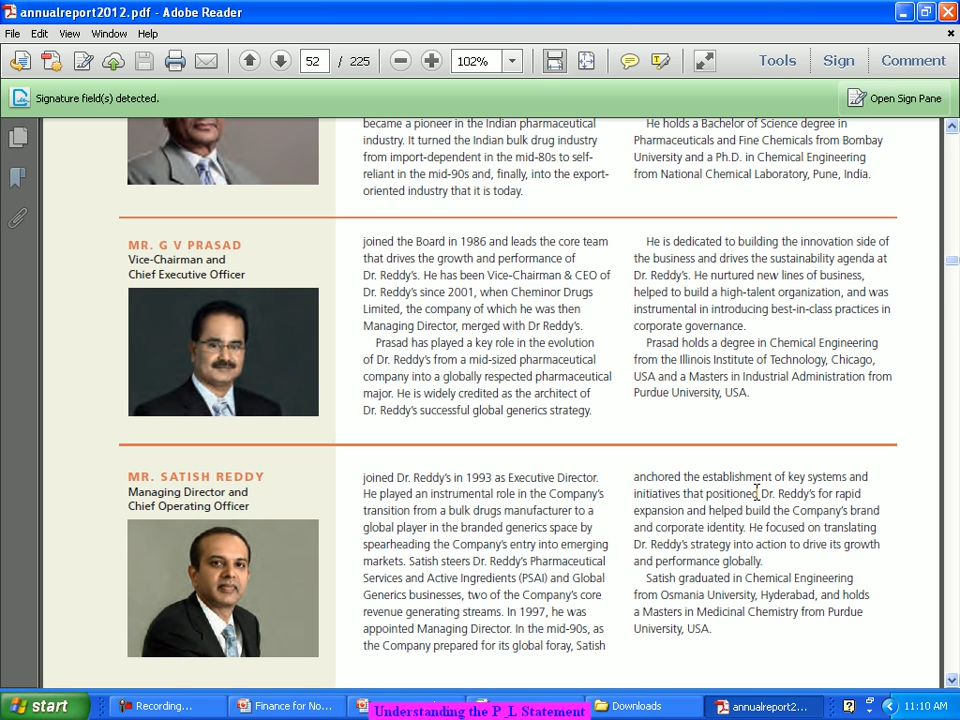 annualreport2012.pdf - Adobe Reader
File Edit View Window Help
52 / 225 102% Tools Sign Comment
Signature field(s) detected. Open Sign Pane
became a pioneer in the Indian pharmaceutical
industry. It turned the Indian bulk drug industry
from import-dependent in the mid-80s to self-
reliant in the mid-90s and, finally, into the export-
oriented industry that it is today.
He holds a Bachelor of Science degree in
Pharmaceuticals and Fine Chemicals from Bombay
University and a Ph.D. in Chemical Engineering
from National Chemical Laboratory, Pune, India.
MR. G V PRASAD
Vice-Chairman and
Chief Executive Officer
joined the Board in 1986 and leads the core team
that drives the growth and performance of
Dr. Reddy's. He has been Vice-Chairman & CEO of
Dr. Reddy's since 2001, when Cheminor Drugs
Limited, the company of which he was then
Managing Director, merged with Dr Reddy's.
Prasad has played a key role in the evolution
of Dr. Reddy's from a mid-sized pharmaceutical
company into a globally respected pharmaceutical
major. He is widely credited as the architect of
Dr. Reddy's successful global generics strategy.
He is dedicated to building the innovation side of
the business and drives the sustainability agenda at
Dr. Reddy's. He nurtured new lines of business,
helped to build a high-talent organization, and was
instrumental in introducing best-in-class practices in
corporate governance.
Prasad holds a degree in Chemical Engineering
from the Illinois Institute of Technology, Chicago,
USA and a Masters in Industrial Administration from
Purdue University, USA.
MR. SATISH REDDY
Managing Director and
Chief Operating Officer
joined Dr. Reddy's in 1993 as Executive Director.
He played an instrumental role in the Company's
transition from a bulk drugs manufacturer to a
global player in the branded generics space by
spearheading the Company's entry into emerging
markets. Satish steers Dr. Reddy's Pharmaceutical
Services and Active Ingredients (PSAI) and Global
Generics businesses, two of the Company's core
revenue generating streams. In 1997, he was
appointed Managing Director. In the mid-90s, as
the Company prepared for its global foray, Satish
anchored the establishment of key systems and
initiatives that positioned Dr. Reddy's for rapid
expansion and helped build the Company's brand
and corporate identity. He focused on translating
Dr. Reddy's strategy into action to drive its growth
and performance globally.
Satish graduated in Chemical Engineering
from Osmania University, Hyderabad, and holds
a Masters in Medicinal Chemistry from Purdue
University, USA.
start Recording... Finance for No... Downloads annualreport2... 11:10 AM
Understanding the P_L Statement